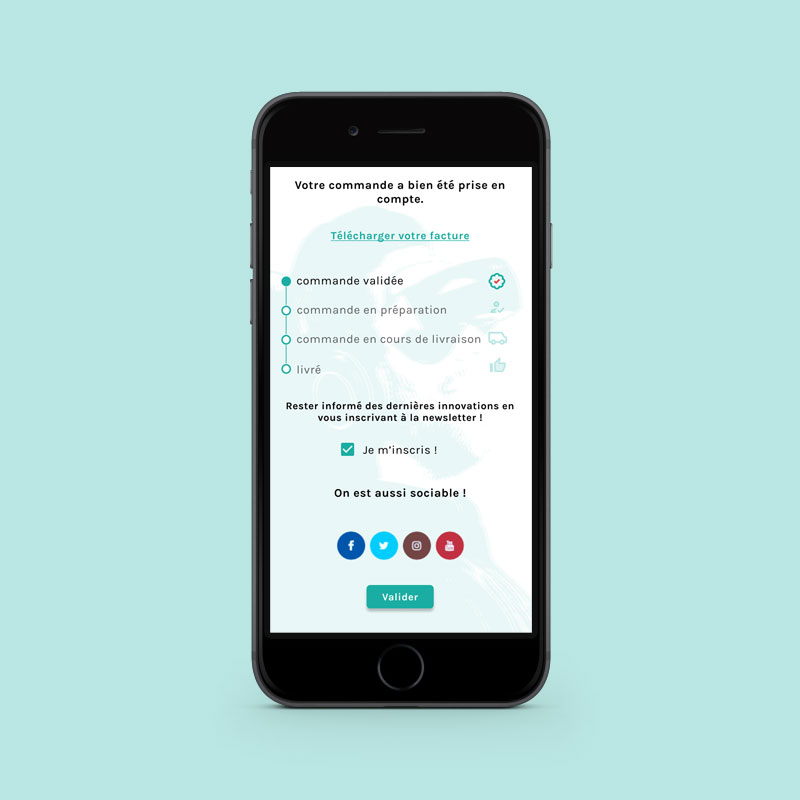 Votre commande a bien été prise en
compte.
Télécharger votre facture
commande validée
commande en préparation
commande en cours de livraison
livré
Rester informé des dernières innovations en
vous inscrivant à la newsletter !
Je m'inscris !
On est aussi sociable !
Valider